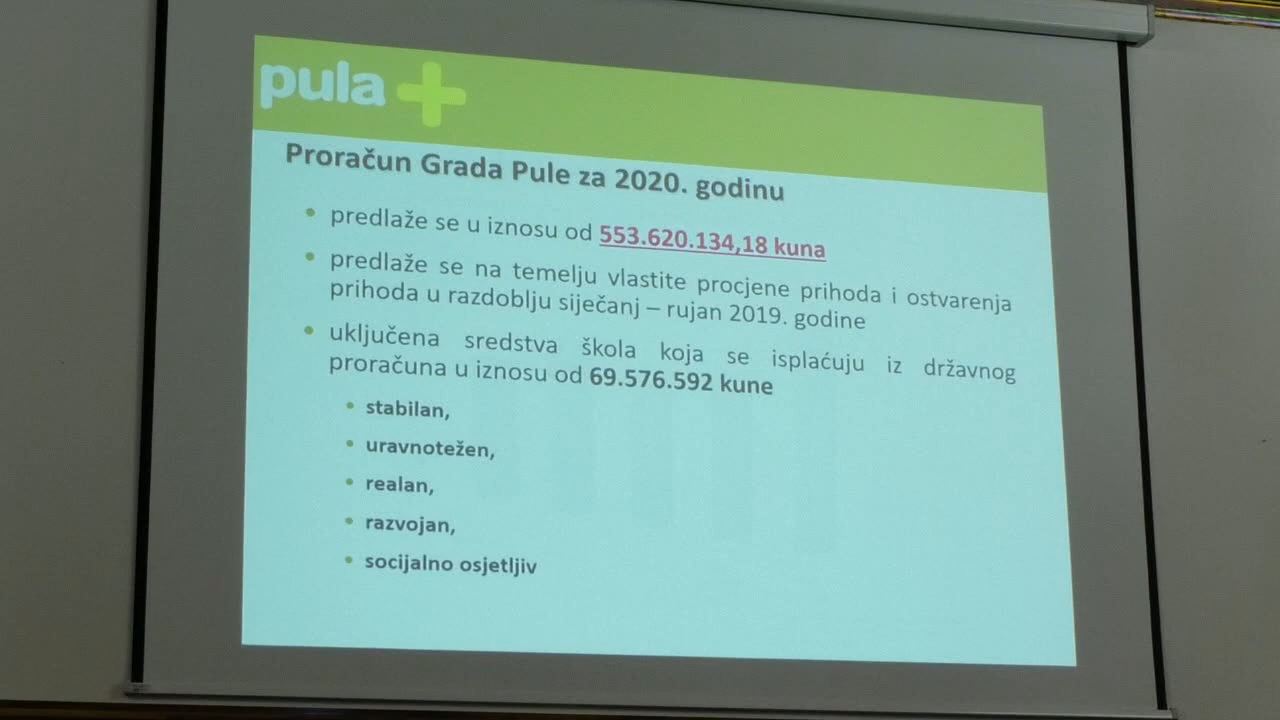 pula +
Proračun Grada Pule za 2020. godinu
• predlaže se u iznosu od 553.620.134,18 kuna
• predlaže se na temelju vlastite procjene prihoda i ostvarenja
prihoda u razdoblju siječanj – rujan 2019. godine
• uključena sredstva škola koja se isplaćuju iz državnog
proračuna u iznosu od 69.576.592 kune
• stabilan,
• uravnotežen,
• realan,
• razvojan,
• socijalno osjetljiv